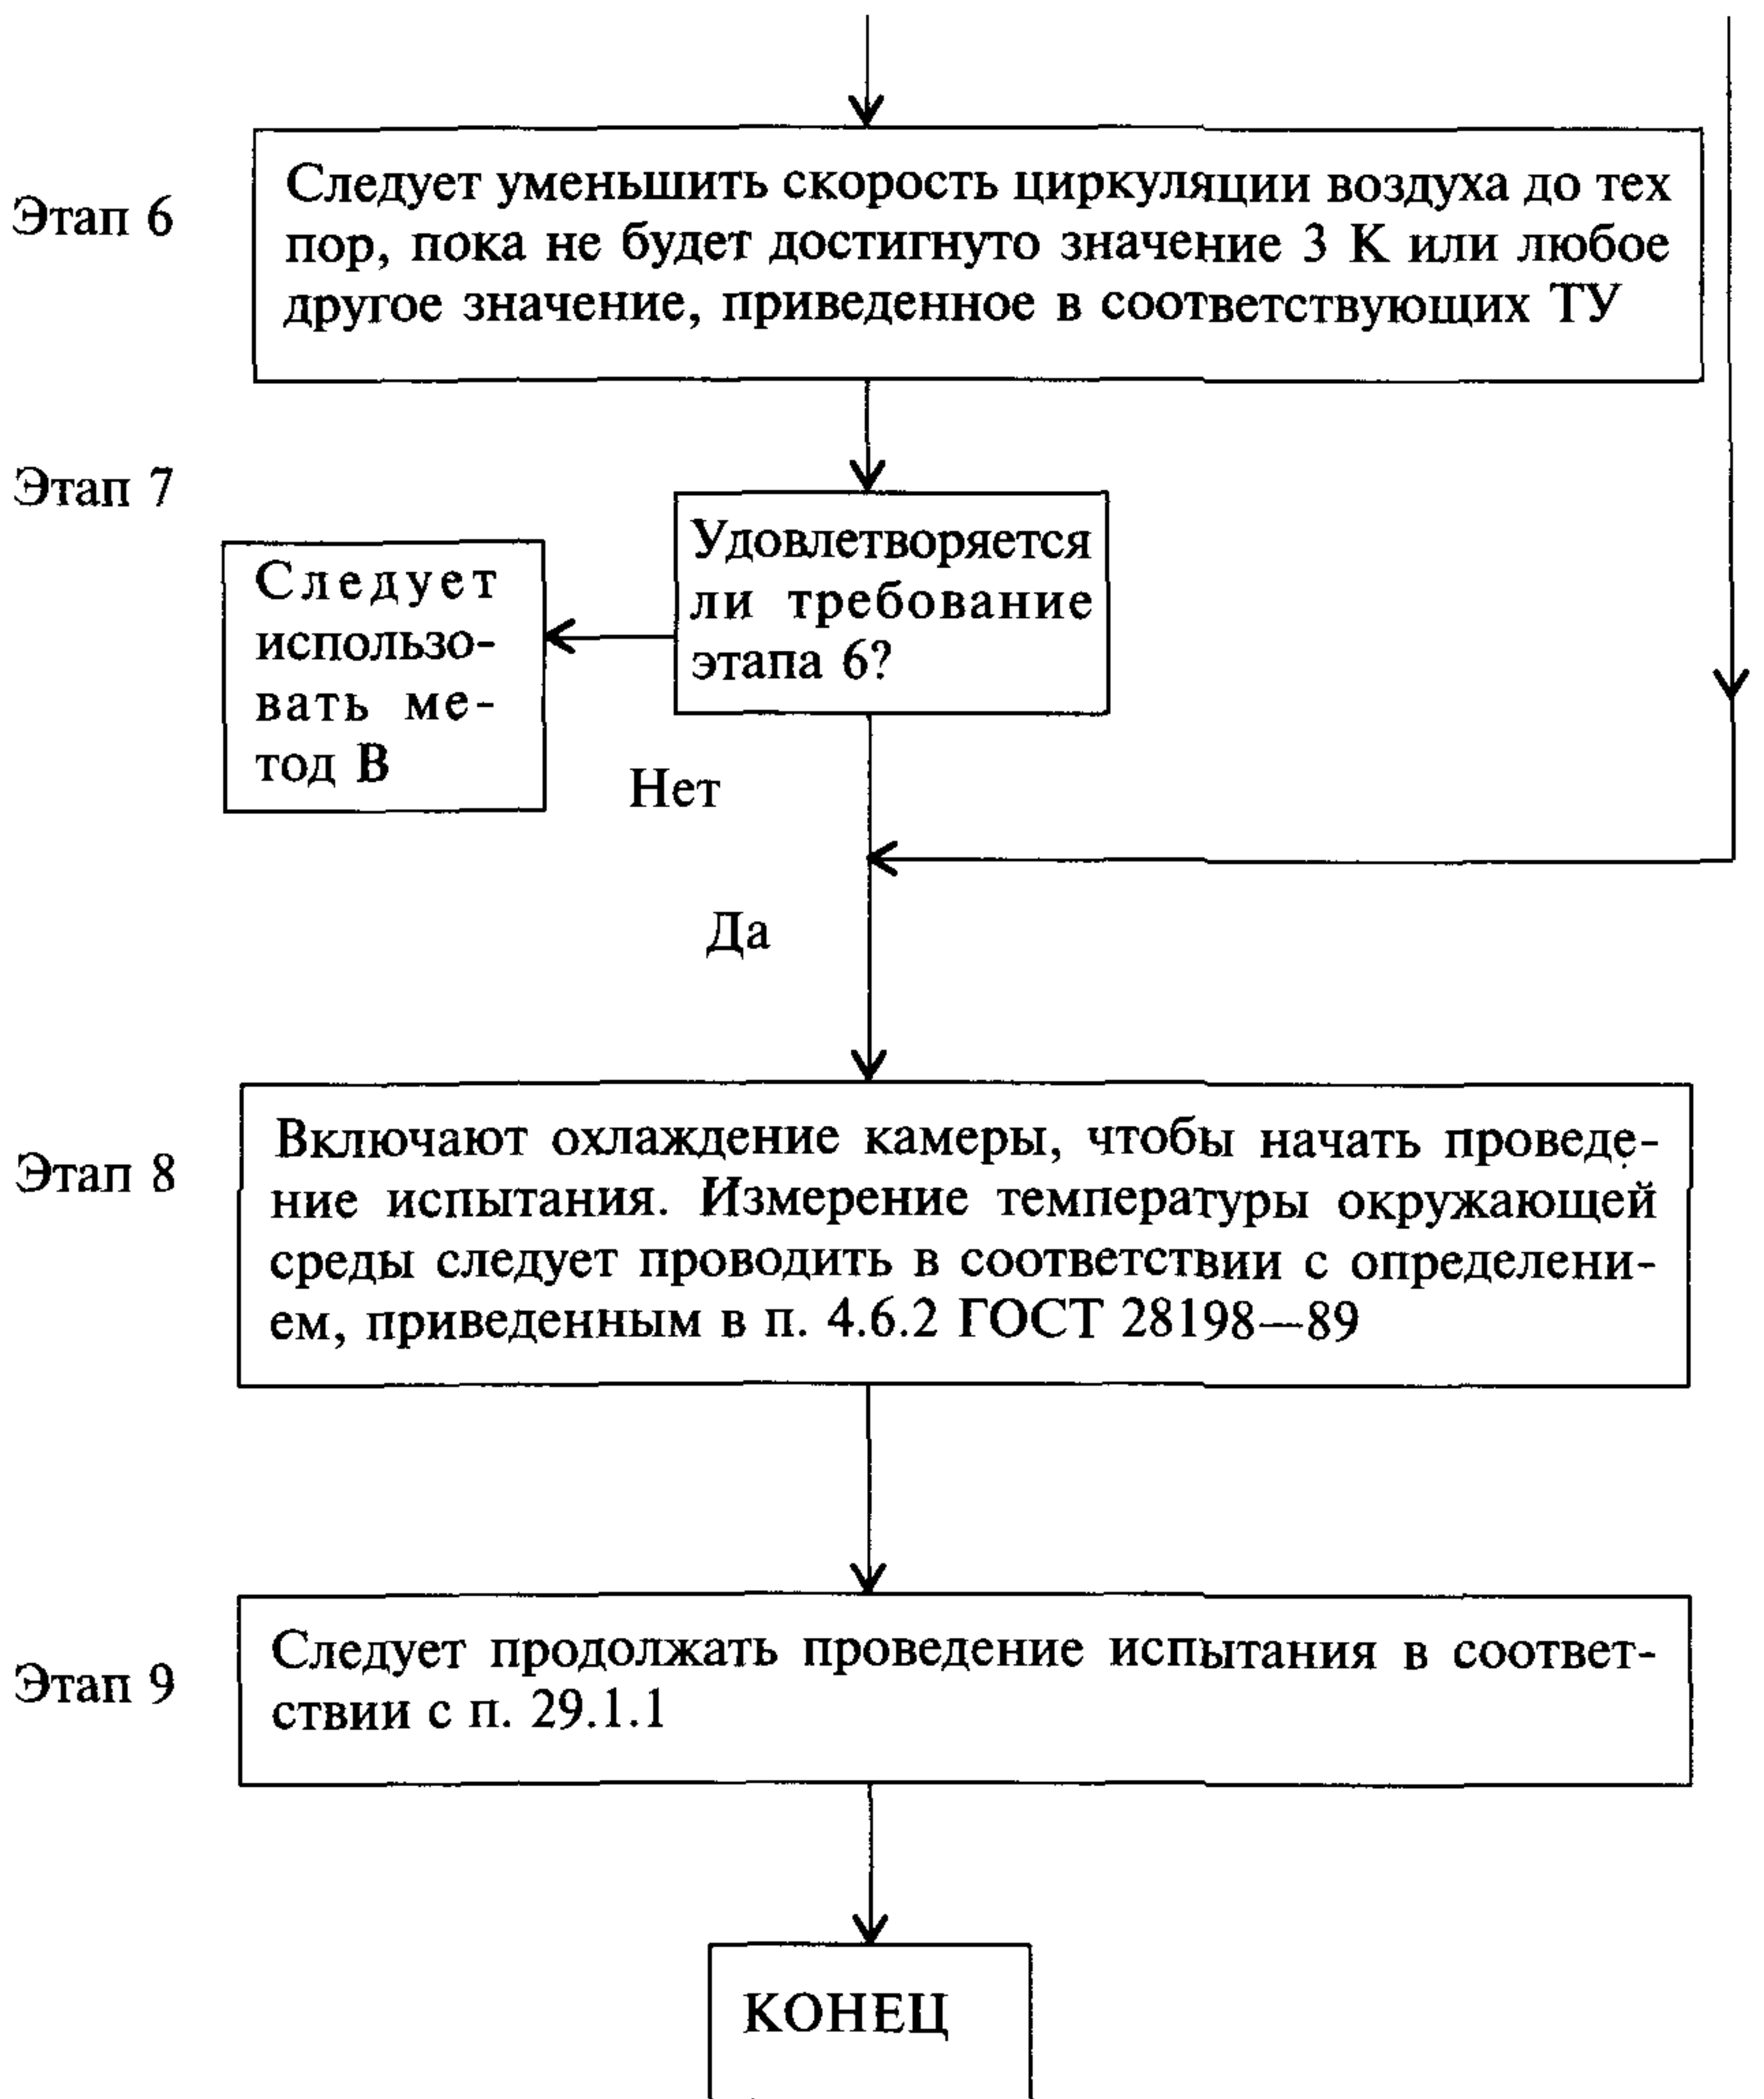 Этап 6
Следует уменьшить скорость циркуляции воздуха до тех
пор, пока не будет достигнуто значение 3 К или любое
другое значение, приведенное в соответствующих ТУ
Этап 7
Удовлетворяется
ли требование
этапа 6?
Следует
использо-
вать ме-
тод В
Нет
Да
Этап 8
Включают охлаждение камеры, чтобы начать проведе-
ние испытания. Измерение температуры окружающей
среды следует проводить в соответствии с определени-
ем, приведенным в п. 4.6.2 ГОСТ 28198—89
Этап 9
Следует продолжать проведение испытания в соответ-
ствии с п. 29.1.1
КОНЕЦ